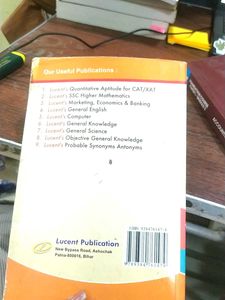 Our Useful Publications :
1. Lucent's Quantitative Aptitude for CAT/XAT
2. Lucent's SSC Higher Mathematics
3. Lucent's Marketing, Economics & Banking
4. Lucent's General English
5. Lucent's Computer
6. Lucent's General Knowledge
7. Lucent's General Science
8. Lucent's Objective General Knowledge
9. Lucent's Probable Synonyms Antonyms
Lucent Publication
New Bypass Road, Ashochak
Patna-800016, Bihar